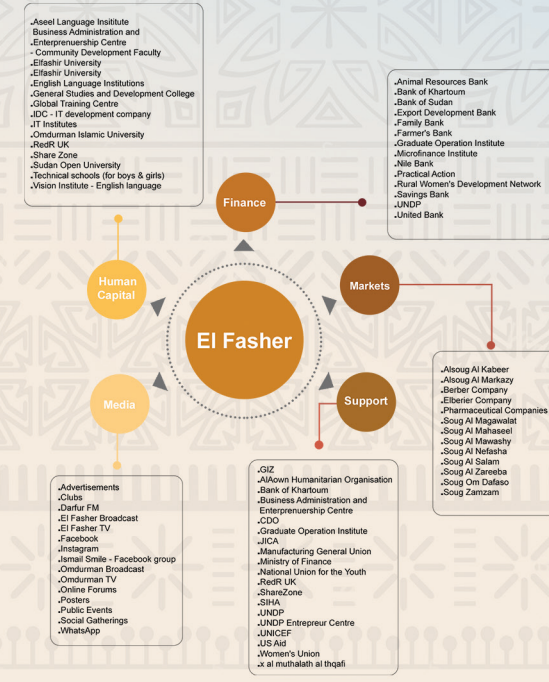 .Aseel Language Insititute
Business Administration and
.Enterprenuership Centre
- Community Development Faculty
.Elfashir University
.Elfashir University
.English Language Institutions
.General Studies and Development College
.Global Training Centre
.IDC - IT development company
.IT Institutes
.Omdurman Islamic University
.RedR UK
.Share Zone
.Sudan Open University
.Technical schools (for boys & girls)
.Vision Institute - English language
.Animal Resources Bank
.Bank of Khartoum
.Bank of Sudan
.Export Development Bank
.Family Bank
.Farmer's Bank
.Graduate Operation Institute
.Microfinance Institute
.Nile Bank
.Practical Action
.Rural Women's Development Network
.Savings Bank
.UNDP
.United Bank
Finance
Human
Capital
Markets
El Fasher
Media
Support
.Alsoug Al Kabeer
.Alsoug Al Markazy
.Berber Company
.Elberier Company
.Pharmaceutical Companies
.Soug Al Magawalat
.Soug Al Mahaseel
.Soug Al Mawashy
.Soug Al Nefasha
.Soug Al Salam
.Soug Al Zareeba
.Soug Om Dafaso
.Soug Zamzam
.Advertisements
.Clubs
.Darfur FM
.El Fasher Broadcast
.El Fasher TV
.Facebook
.Instagram
.Ismail Smile - Facebook group
.Omdurman Broadcast
.Omdurman TV
.Online Forums
.Posters
.Public Events
.Social Gatherings
.WhatsApp
.GIZ
.AlAown Humanitarian Organisation
.Bank of Khartoum
.Business Administration and
Enterprenuership Centre
.CDO
.Graduate Operation Institute
.JICA
.Manufacturing General Union
.Ministry of Finance
.National Union for the Youth
.RedR UK
.ShareZone
.SIHA
.UNDP
.UNDP Entrepreur Centre
.UNICEF
.US Aid
.Women's Union
.x al muthalath al thqafi